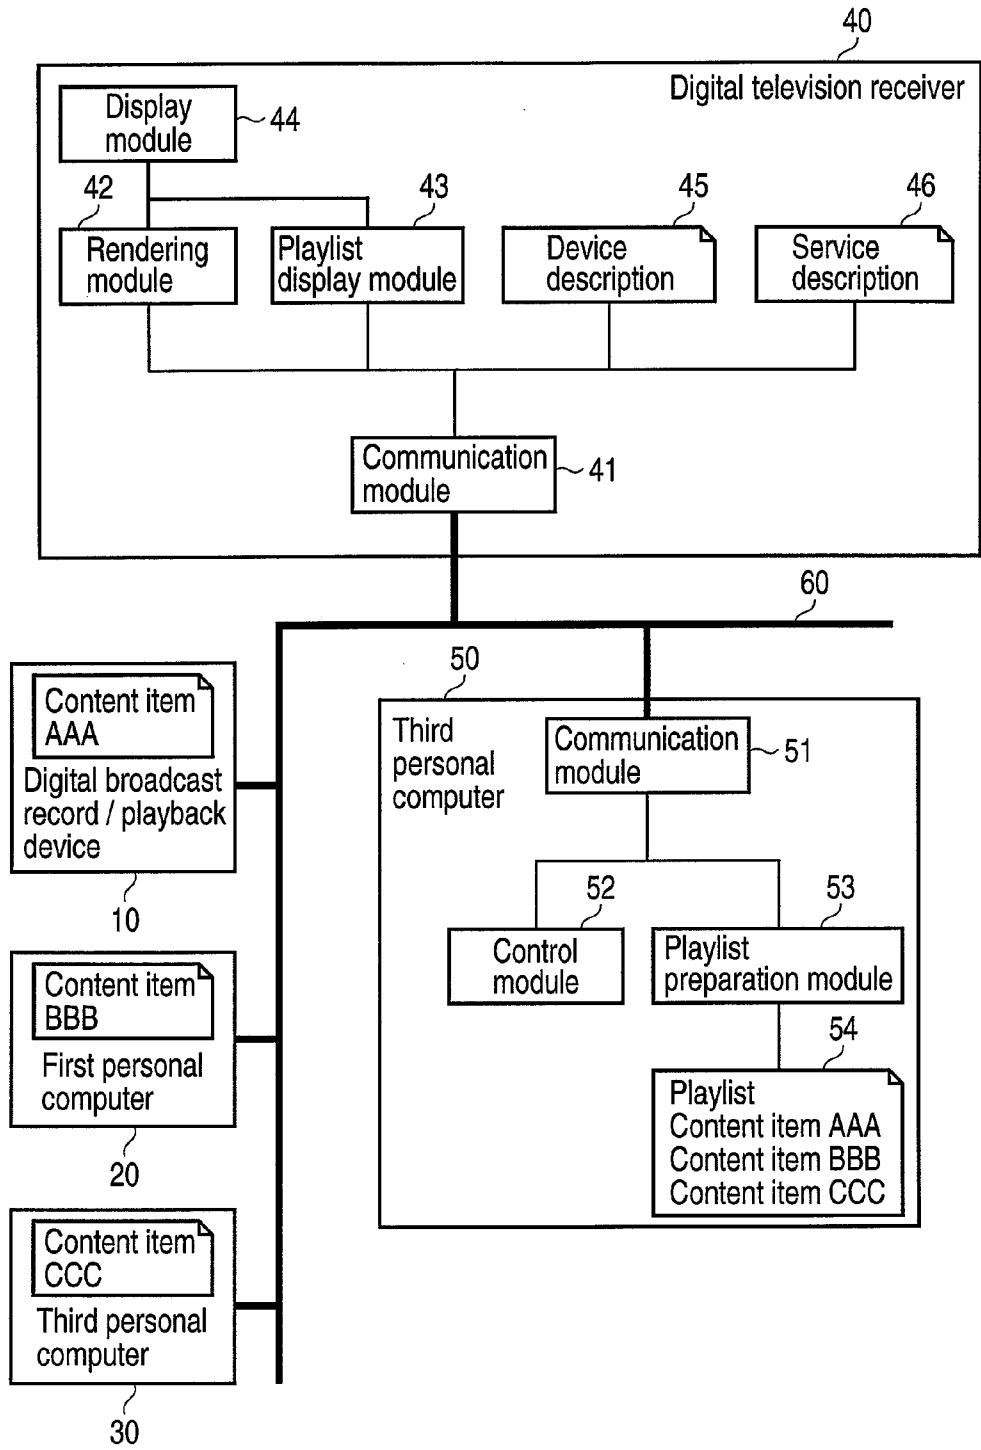 40
Digital television receiver
Display
module
44
42
Rendering
module
43
Playlist
display module
45
Device
description
46
Service
description
Communication
module
41
60
Content item
AAA
Digital broadcast
record / playback
device
10
Content item
BBB
First personal
computer
20
Content item
CCC
Third personal
computer
30
50
Third
personal
computer
Communication
module
51
52
Control
module
53
Playlist
preparation module
54
Playlist
Content item AAA
Content item BBB
Content item CCC